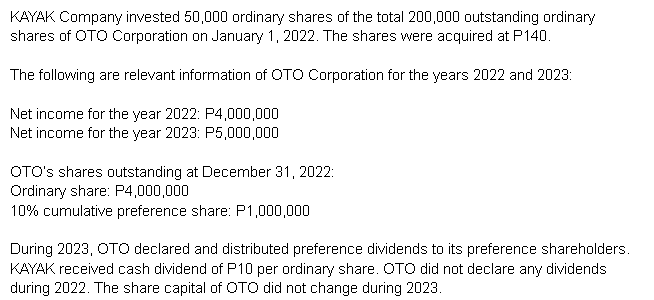 KAYAK Company invested 50,000 ordinary shares of the total 200,000 outstanding ordinary
shares of OTO Corporation on January 1, 2022. The shares were acquired at P140.
The following are relevant information of OTO Corporation for the years 2022 and 2023:
Net income for the year 2022: P4,000,000
Net income for the year 2023: P5,000,000
OTO's shares outstanding at December 31, 2022:
Ordinary share: P4,000,000
10% cumulative preference share: P1,000,000
During 2023, OTO declared and distributed preference dividends to its preference shareholders.
KAYAK received cash dividend of P10 per ordinary share. OTO did not declare any dividends
during 2022. The share capital of OTO did not change during 2023.